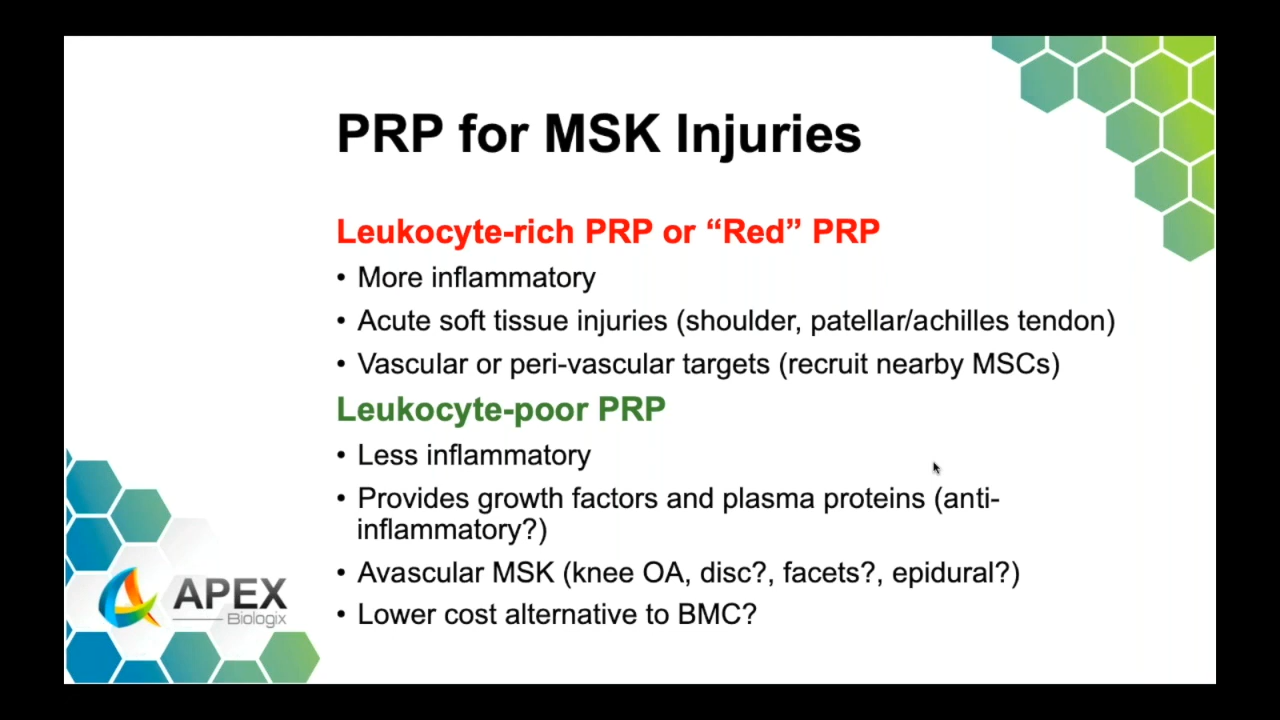 PRP for MSK Injuries
Leukocyte-rich PRP or “Red” PRP
• More inflammatory
• Acute soft tissue injuries (shoulder, patellar/achilles tendon)
• Vascular or peri-vascular targets (recruit nearby MSCs)
Leukocyte-poor PRP
• Less inflammatory
• Provides growth factors and plasma proteins (anti-
inflammatory?)
• Avascular MSK (knee OA, disc?, facets?, epidural?)
• Lower cost alternative to BMC?
APEX
Biologix